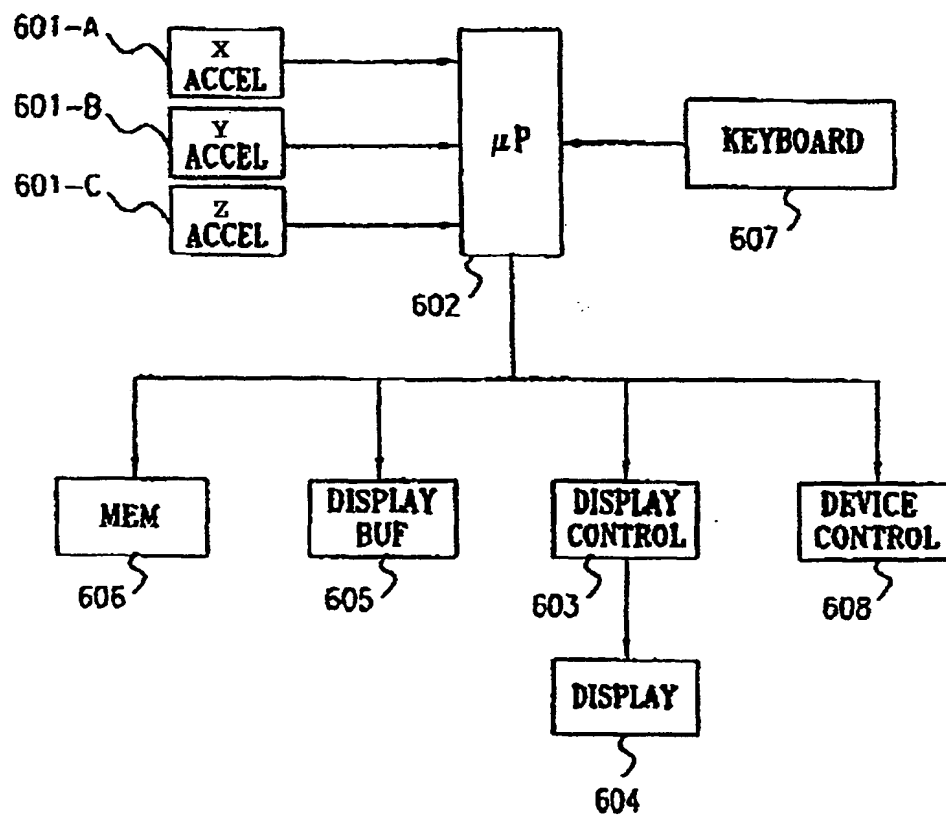 601-A
X
ACCEL
601-B
Y
ACCEL
601-C
Z
ACCEL
μP
602
KEYBOARD
607
MEM
606
DISPLAY
BUF
605
DISPLAY
CONTROL
603
DEVICE
CONTROL
608
DISPLAY
604